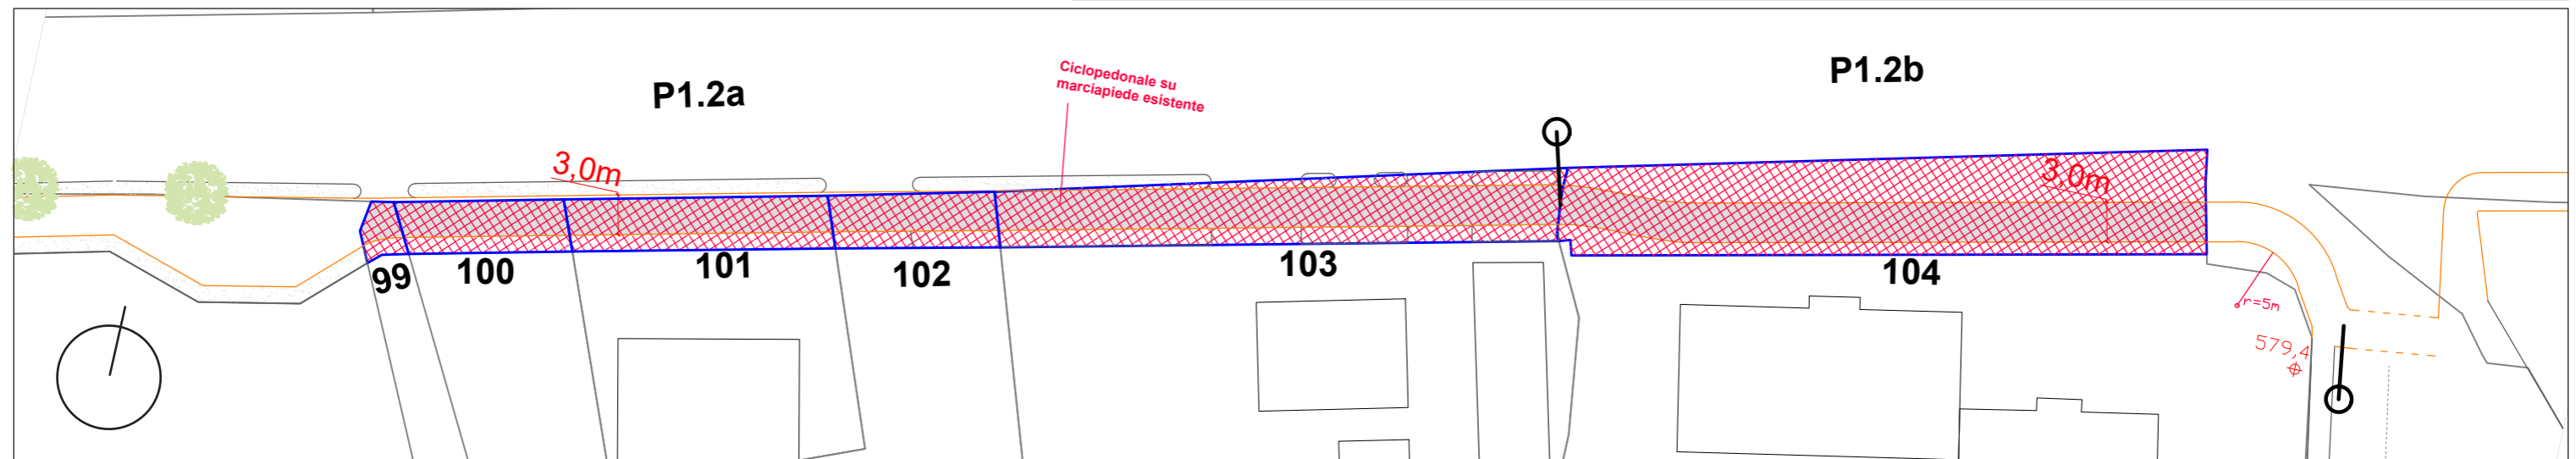 P1.2a
Ciclopedonale su
marciapiede esistente
P1.2b
3,0m
3,0m
99
100
101
102
103
104
r=5m
579,4